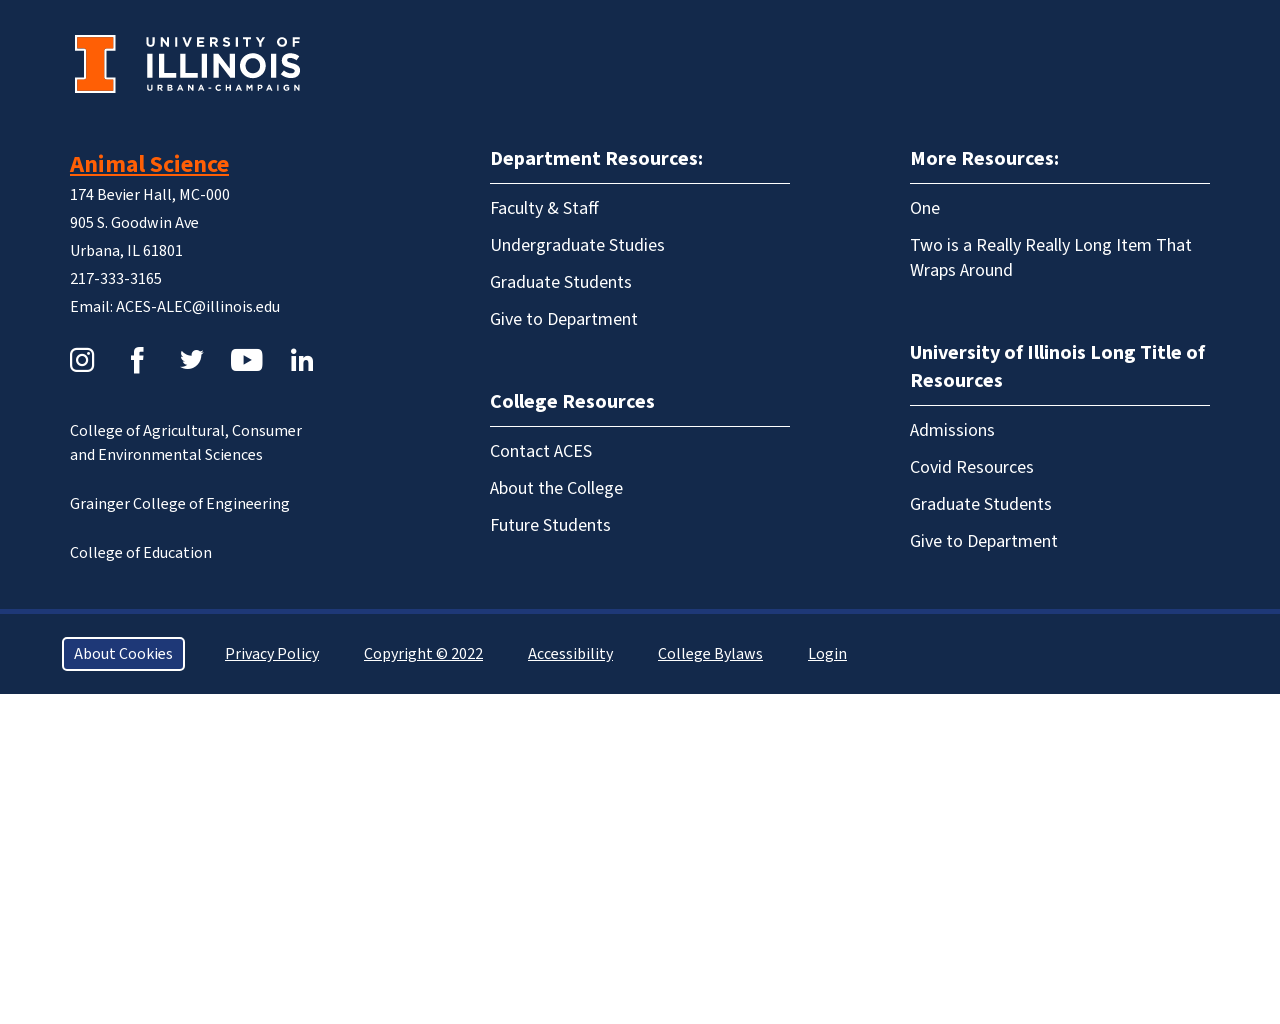 UNIVERSITY OF
ILLINOIS
URBANA-CHAMPAIGN
Animal Science
174 Bevier Hall, MC-000
905 S. Goodwin Ave
Urbana, IL 61801
217-333-3165
Email: ACES-ALEC@illinois.edu
College of Agricultural, Consumer
and Environmental Sciences
Grainger College of Engineering
College of Education
Department Resources:
Faculty & Staff
Undergraduate Studies
Graduate Students
Give to Department
College Resources
Contact ACES
About the College
Future Students
More Resources:
One
Two is a Really Really Long Item That
Wraps Around
University of Illinois Long Title of
Resources
Admissions
Covid Resources
Graduate Students
Give to Department
About Cookies
Privacy Policy
Copyright © 2022
Accessibility
College Bylaws
Login